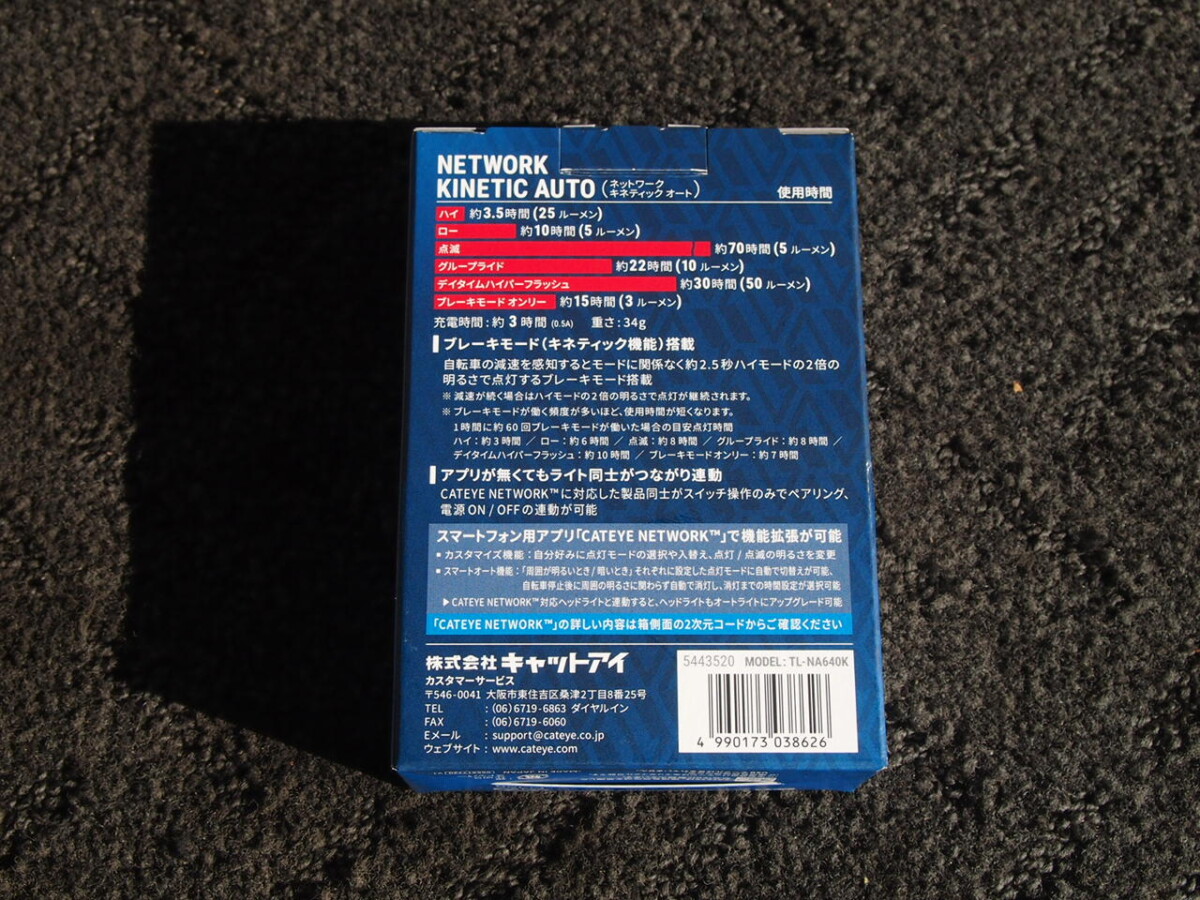 NETWORK
KINETIC AUTO (ネットワーク キネティック オート) 使用時間
ハイ 約3.5時間 (25 ルーメン)
ロー 約10時間 (5 ルーメン)
点滅 約70時間 (5 ルーメン)
グループライド 約22時間 (10 ルーメン)
デイタイムハイパーフラッシュ 約30時間 (50 ルーメン)
ブレーキモード オンリー 約15時間 (3 ルーメン)
充電時間：約 3 時間 (0.5A) 重さ：34g
ブレーキモード（キネティック機能）搭載
自転車の減速を感知するとモードに関係なく約2.5秒ハイモードの2倍の
明るさで点灯するブレーキモード搭載
※ 減速が続く場合はハイモードの2倍の明るさで点灯が継続されます。
※ ブレーキモードが働く頻度が多いほど、使用時間が短くなります。
1時間に約60回ブレーキモードが働いた場合の目安点灯時間
ハイ：約3時間 ／ ロー：約6時間 ／ 点滅：約8時間 ／ グループライド：約8時間 ／
デイタイムハイパーフラッシュ：約10時間 ／ ブレーキモードオンリー：約7時間
アプリが無くてもライト同士がつながり連動
CATEYE NETWORK™に対応した製品同士がスイッチ操作のみでペアリング、
電源ON / OFFの連動が可能
スマートフォン用アプリ「CATEYE NETWORK™」で機能拡張が可能
■ カスタマイズ機能：自分好みに点灯モードの選択や入替え、点灯 / 点滅の明るさを変更
■ スマートオート機能：「周囲が明るいとき / 暗いとき」それぞれに設定した点灯モードに自動で切替えが可能、
自転車停止後に周囲の明るさに関わらず自動で消灯し、消灯までの時間設定が選択可能
▶ CATEYE NETWORK™対応ヘッドライトと連動すると、ヘッドライトもオートライトにアップグレード可能
「CATEYE NETWORK™」の詳しい内容は箱側面の2次元コードからご確認ください
株式会社 キャットアイ
カスタマーサービス
〒546-0041 大阪市東住吉区桑津2丁目8番25号
TEL : (06) 6719-6863 ダイヤルイン
FAX : (06) 6719-6060
Eメール : support@cateye.co.jp
ウェブサイト : www.cateye.com
5443520 MODEL: TL-NA640K
4 990173 038626